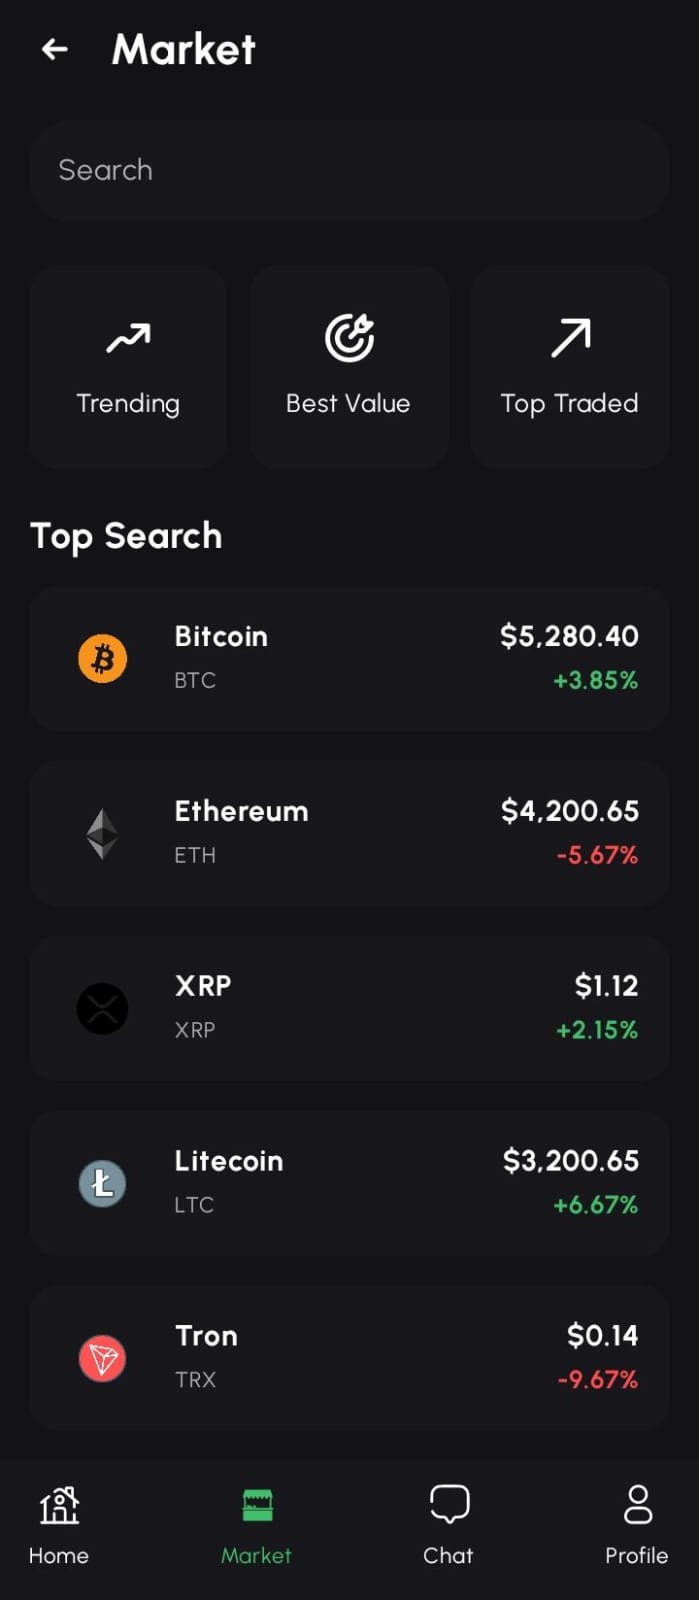 Market
Search
Trending
Best Value
Top Traded
Top Search
Bitcoin $5,280.40
BTC +3.85%
Ethereum $4,200.65
ETH -5.67%
XRP $1.12
XRP +2.15%
Litecoin $3,200.65
LTC +6.67%
Tron $0.14
TRX -9.67%
Home
Market
Chat
Profile